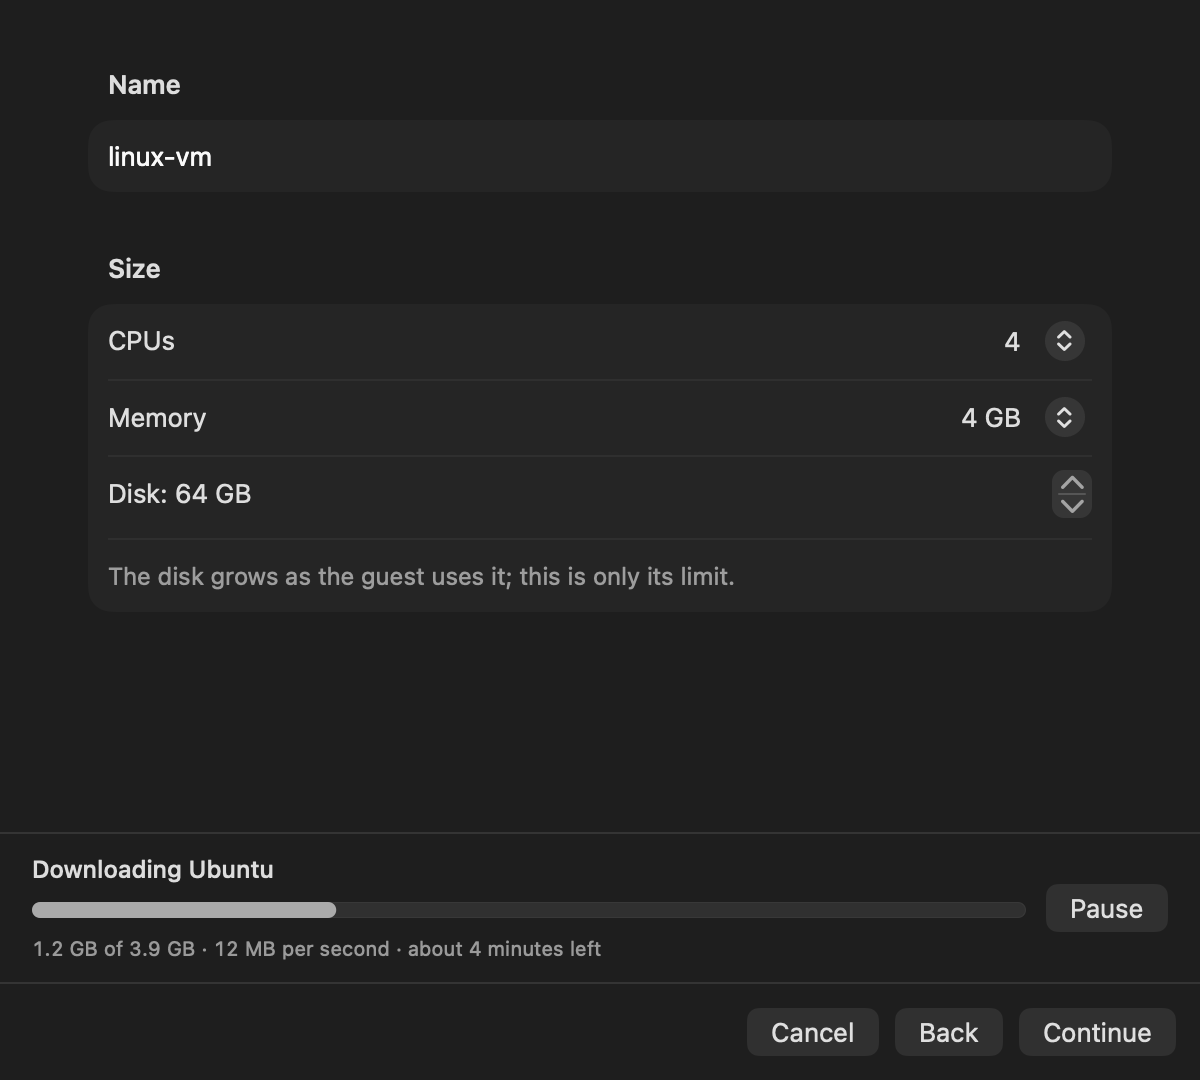 Name
linux-vm
Size
CPUs 4
Memory 4 GB
Disk: 64 GB
The disk grows as the guest uses it; this is only its limit.
Downloading Ubuntu
Pause
1.2 GB of 3.9 GB · 12 MB per second · about 4 minutes left
Cancel Back Continue